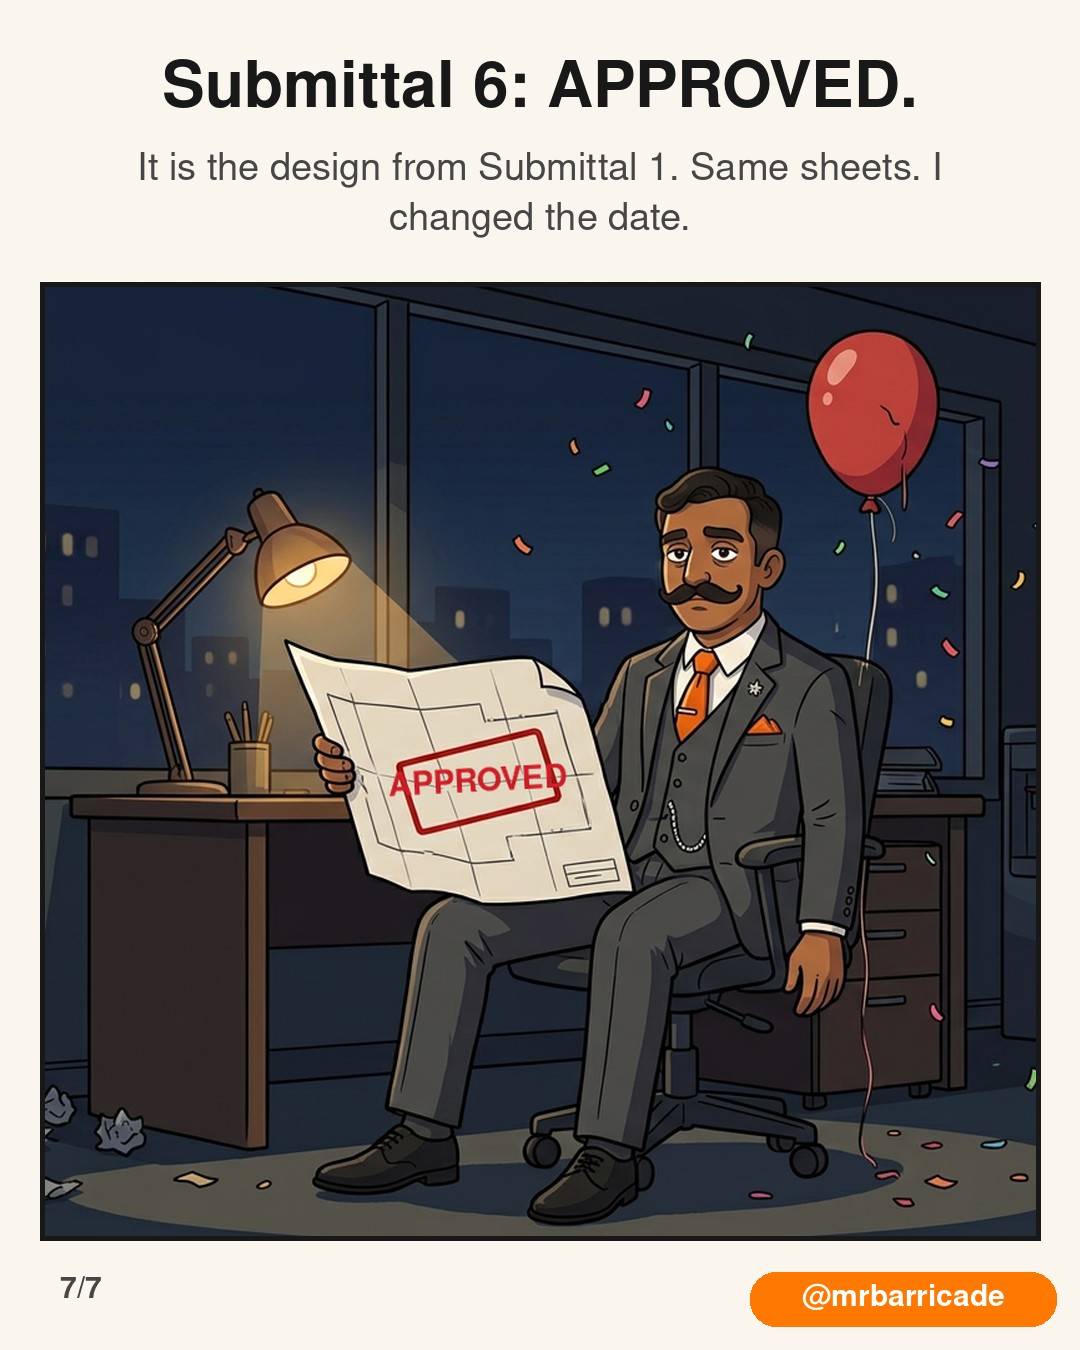 Submittal 6: APPROVED.
It is the design from Submittal 1. Same sheets. I
changed the date.
APPROVED
7/7
@mrbarricade